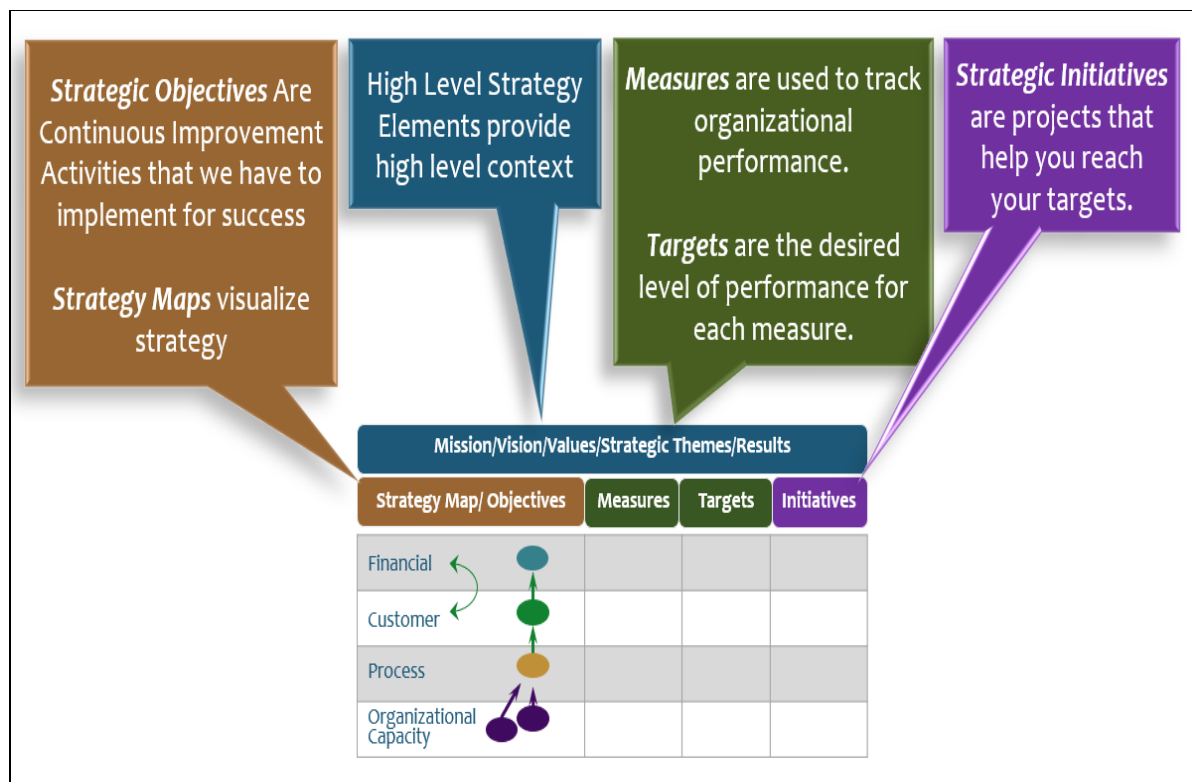 Strategic Objectives Are
Continuous Improvement
Activities that we have to
implement for success
Strategy Maps visualize
strategy
High Level Strategy
Elements provide
high level context
Measures are used to track
organizational
performance.
Targets are the desired
level of performance for
each measure.
Strategic Initiatives
are projects that
help you reach
your targets.
Mission/Vision/Values/Strategic Themes/Results
Strategy Map/ Objectives
Measures
Targets
Initiatives
Financial
Customer
Process
Organizational
Capacity